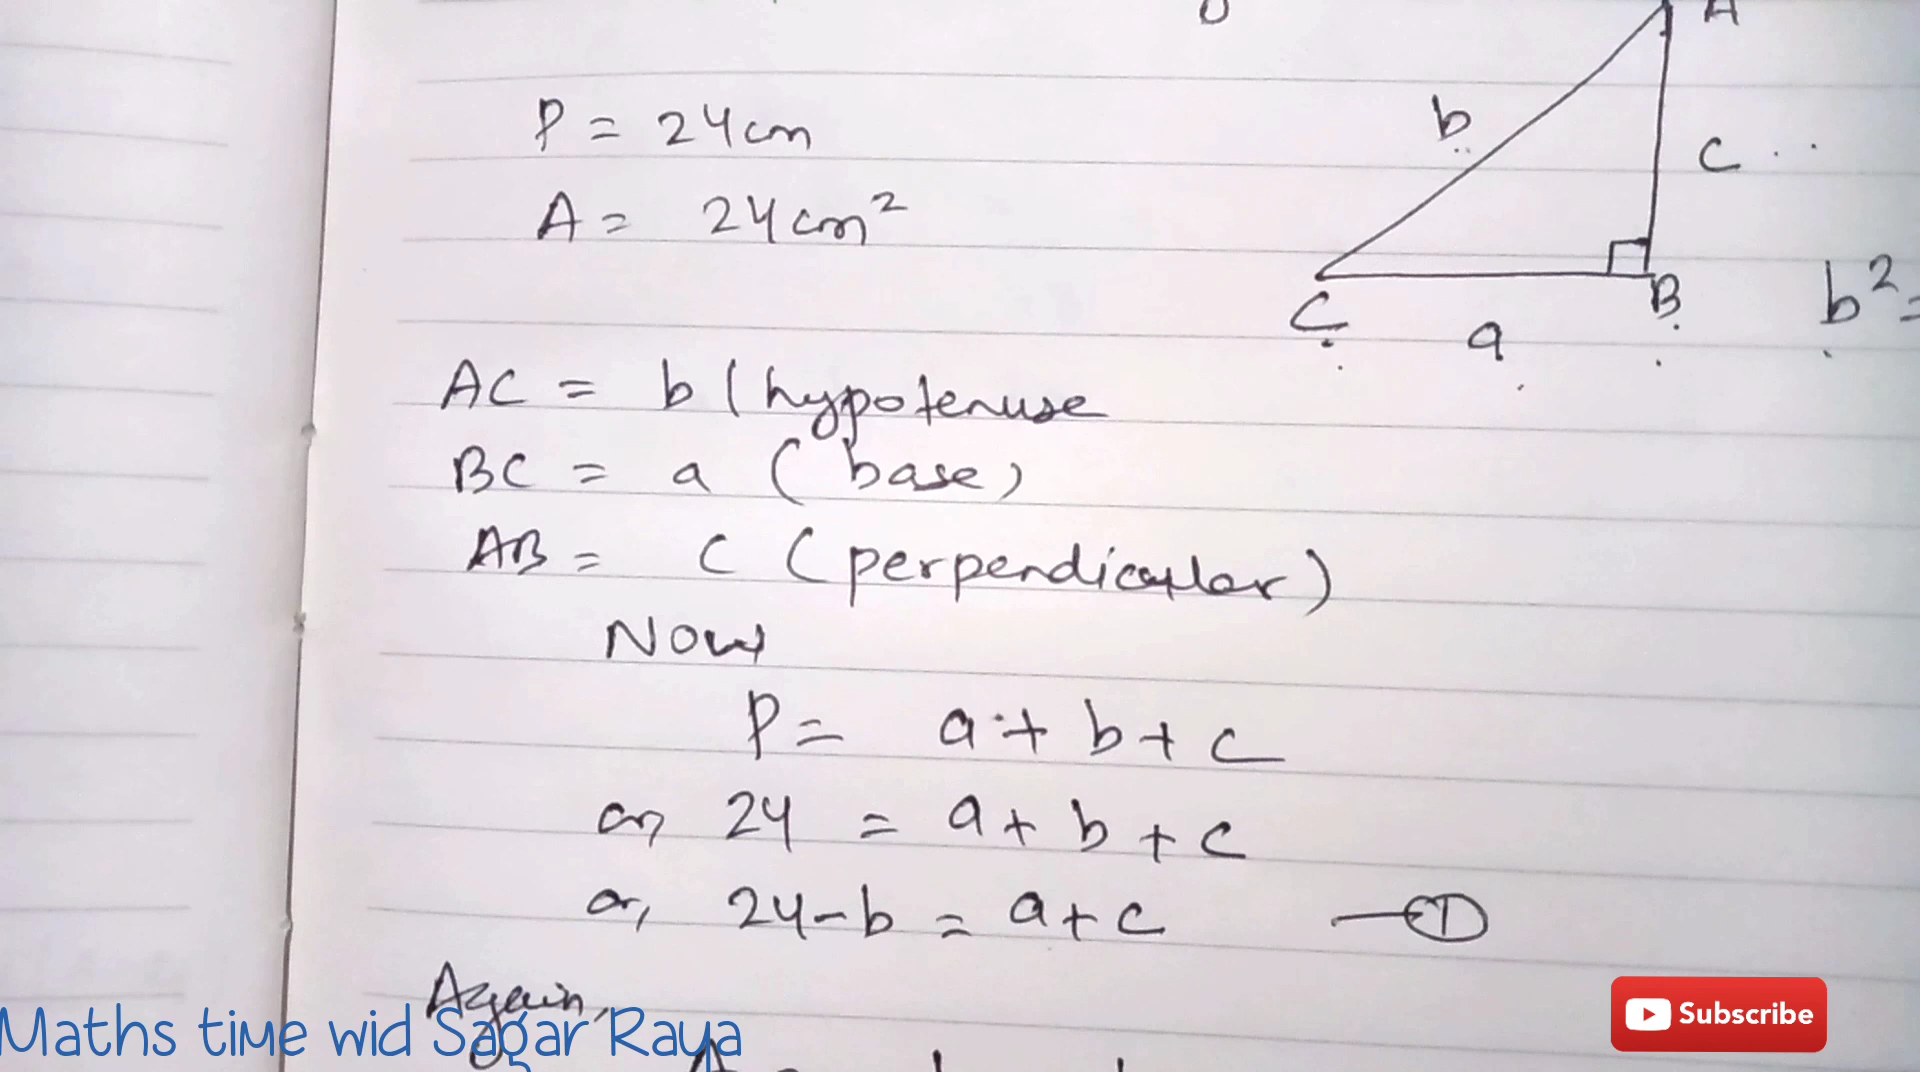 A
P = 24cm
b
c
A = 24cm²
C
a
B
b² =
AC = b (hypotenuse
BC = a (base)
AB = c (perpendicular)
Now
P = a + b + c
or, 24 = a + b + c
or, 24 - b = a + c — ①
Again,
Maths time wid Sagar Raya
Subscribe